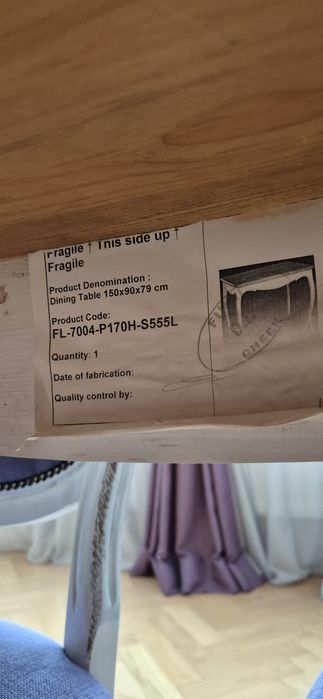 Fragile ↑ This side up ↑
Fragile
Product Denomination :
Dining Table 150x90x79 cm
Product Code:
FL-7004-P170H-S555L
Quantity: 1
Date of fabrication:
Quality control by:
CHECK